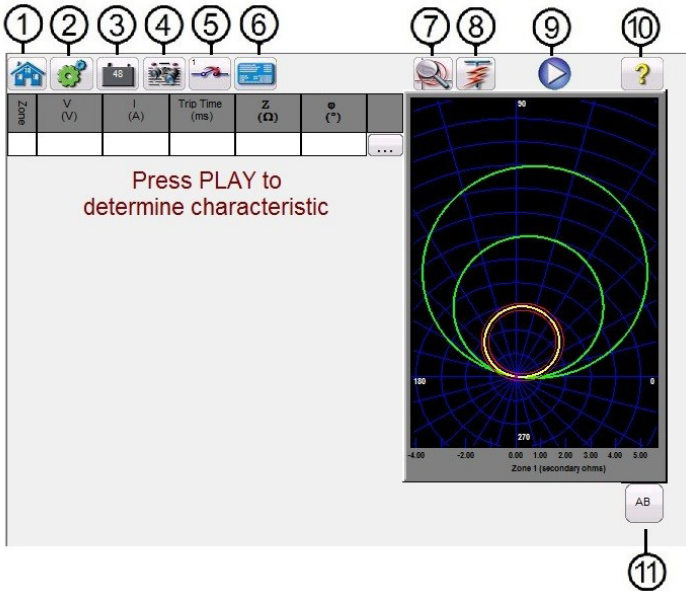 1 2 3 4 5 6 7 8 9 10
48 1 ?
Zone V (V) I (A) Trip Time (ms) Z (Ω) φ (°)
...
Press PLAY to
determine characteristic
90
180 0
270
-4.00 -2.00 0.00 1.00 2.00 3.00 4.00 5.00
Zone 1 (secondary ohms)
AB
11